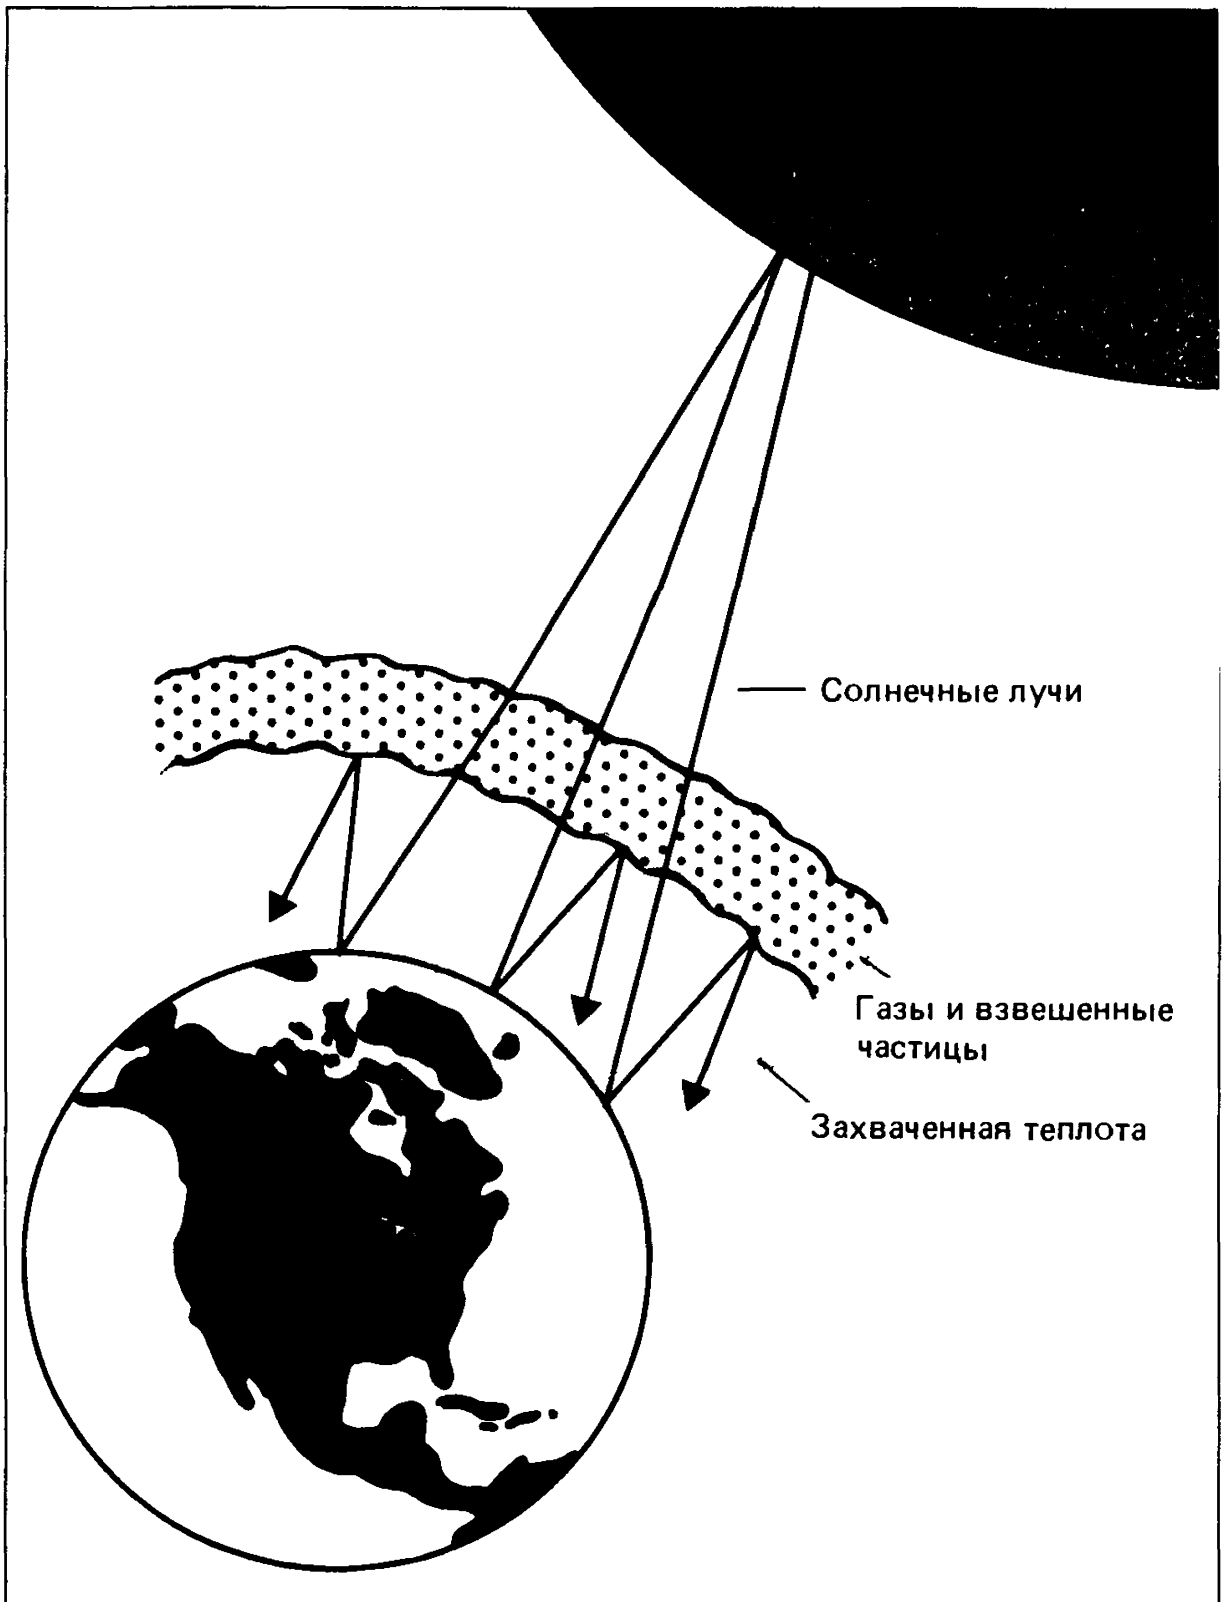 Солнечные лучи
Газы и взвешенные
частицы
Захваченная теплота